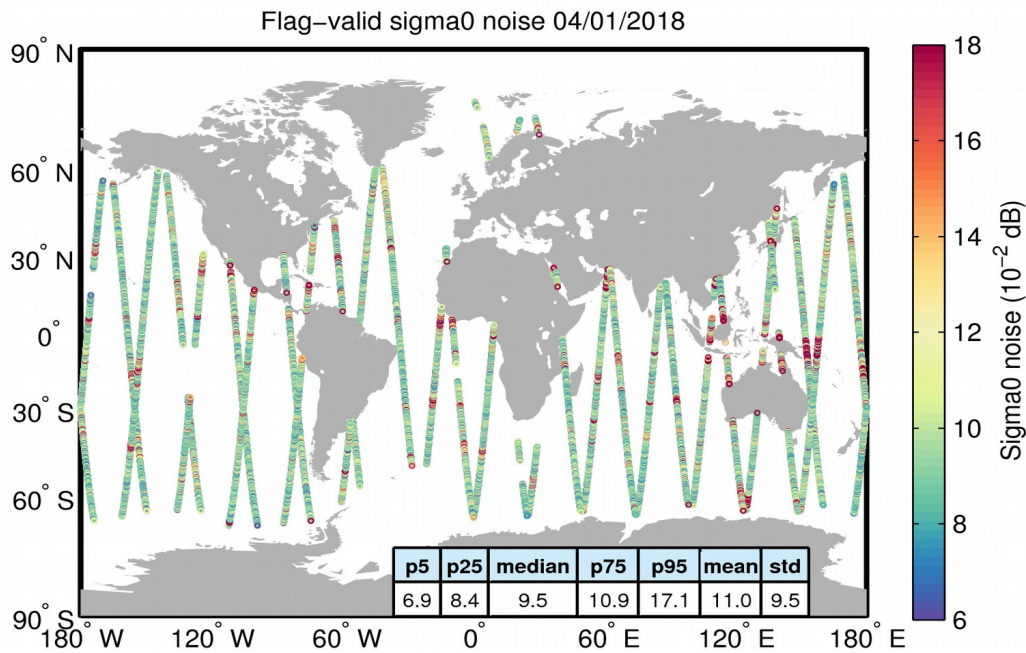 Flag−valid sigma0 noise 04/01/2018
90° N
60° N
30° N
0°
30° S
60° S
90° S
180° W
120° W
60° W
0°
60° E
120° E
180° E
p5 p25 median p75 p95 mean std
6.9 8.4 9.5 10.9 17.1 11.0 9.5
18
16
14
12
10
8
6
Sigma0 noise (10⁻² dB)